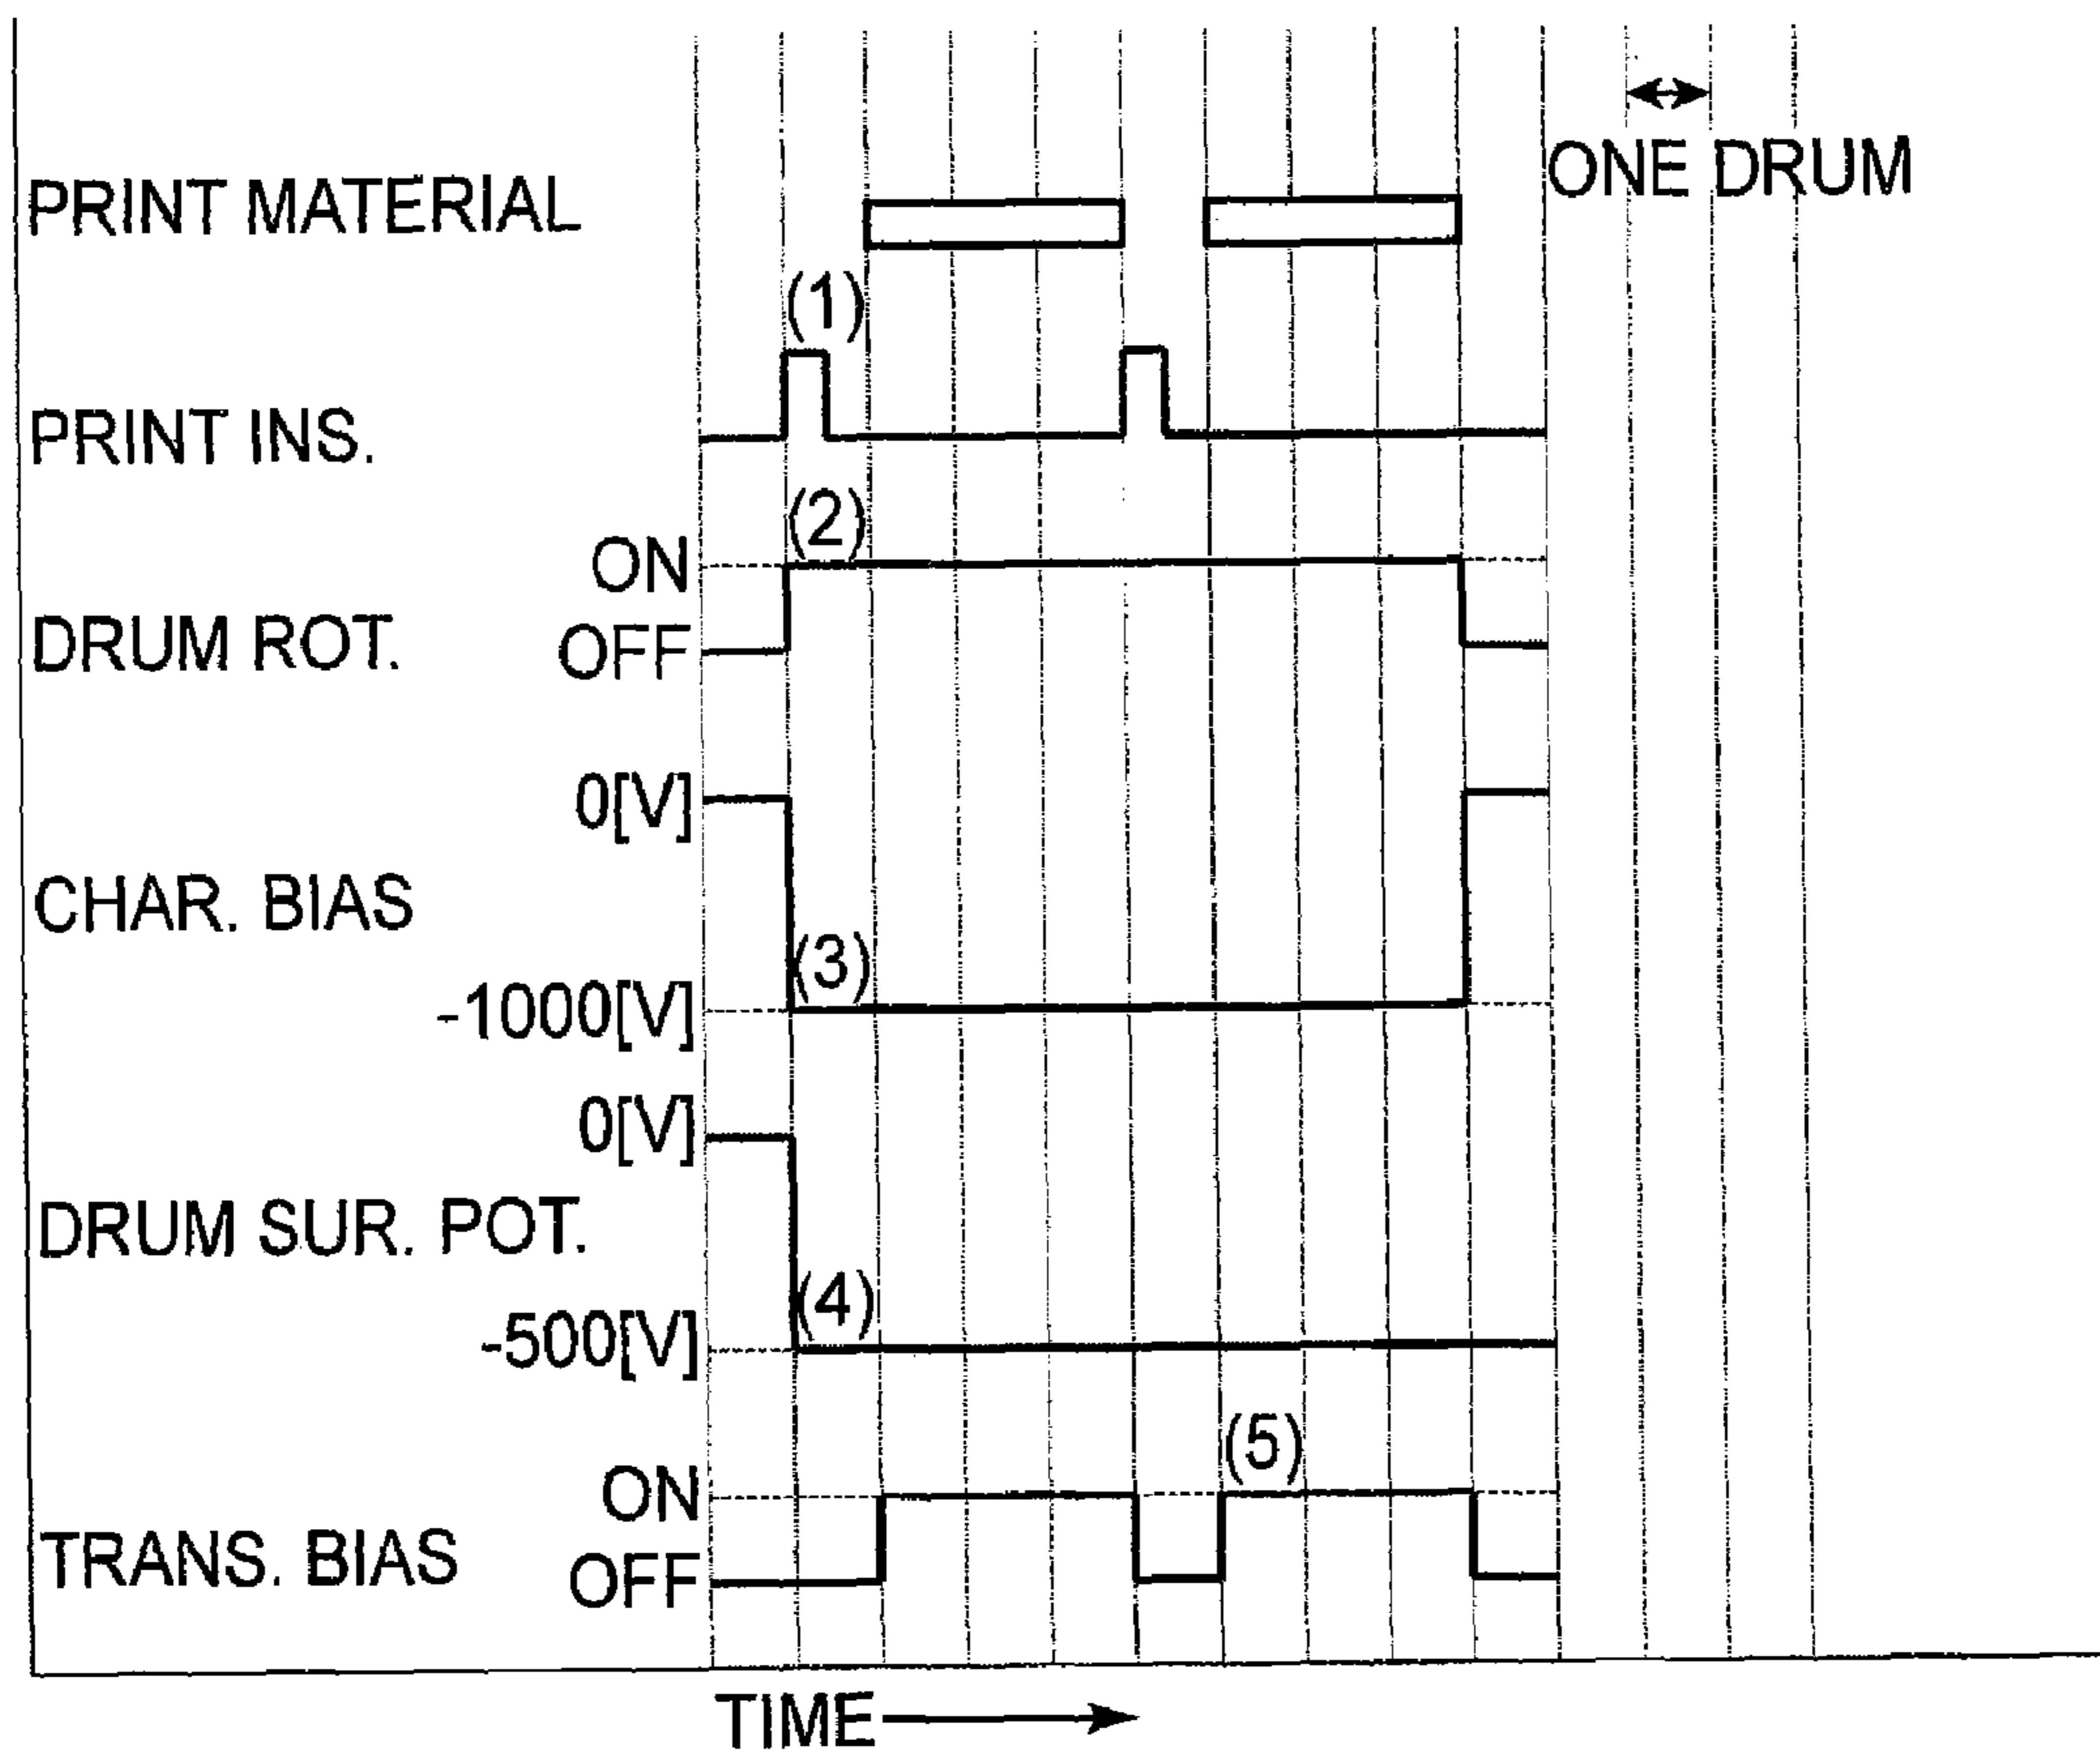 ONE DRUM
PRINT MATERIAL
(1)
PRINT INS.
(2)
ON
DRUM ROT. OFF
0[V]
CHAR. BIAS
(3)
-1000[V]
0[V]
DRUM SUR. POT.
(4)
-500[V]
(5)
ON
TRANS. BIAS OFF
TIME